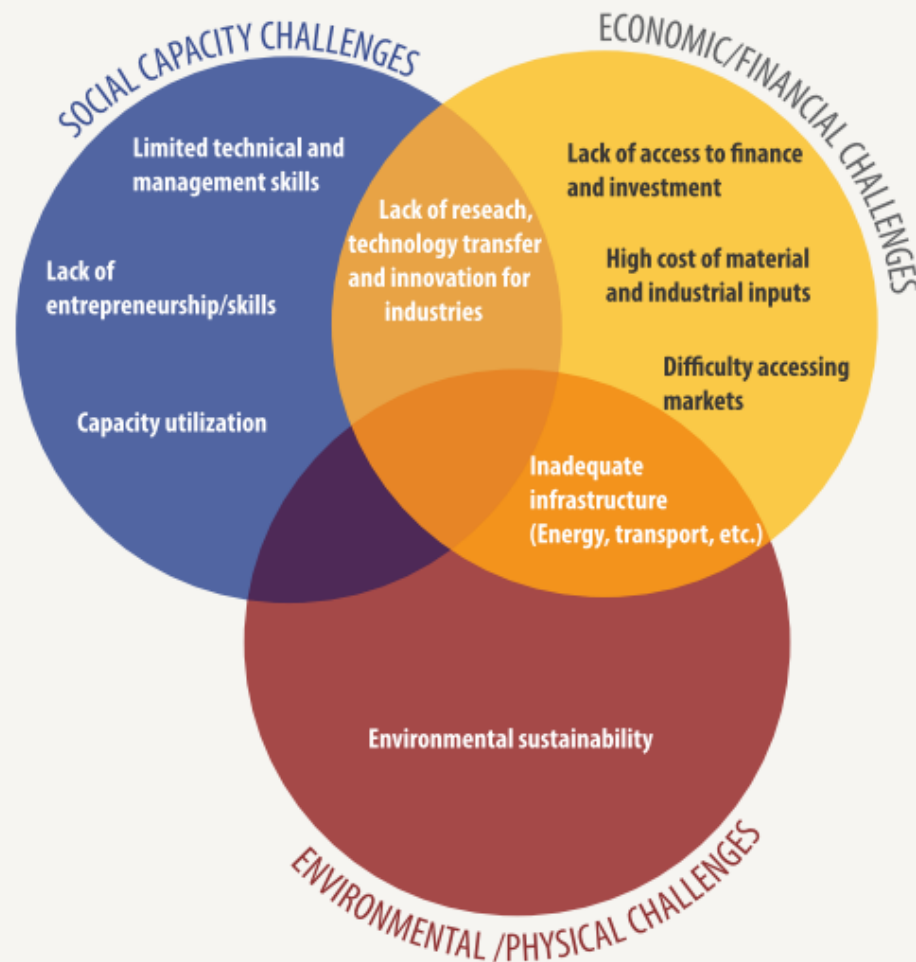 SOCIAL CAPACITY CHALLENGES
ECONOMIC/FINANCIAL CHALLENGES
Limited technical and
management skills
Lack of
entrepreneurship/skills
Capacity utilization
Lack of reseach,
technology transfer
and innovation for
industries
Lack of access to finance
and investment
High cost of material
and industrial inputs
Difficulty accessing
markets
Inadequate
infrastructure
(Energy, transport, etc.)
Environmental sustainability
ENVIRONMENTAL /PHYSICAL CHALLENGES